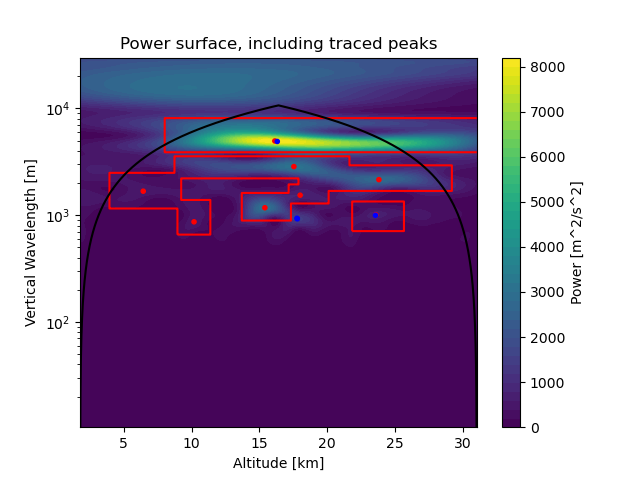 Power surface, including traced peaks
Vertical Wavelength [m]
10^4
10^3
10^2
5 10 15 20 25 30
Altitude [km]
8000
7000
6000
5000
4000
3000
2000
1000
0
Power [m^2/s^2]